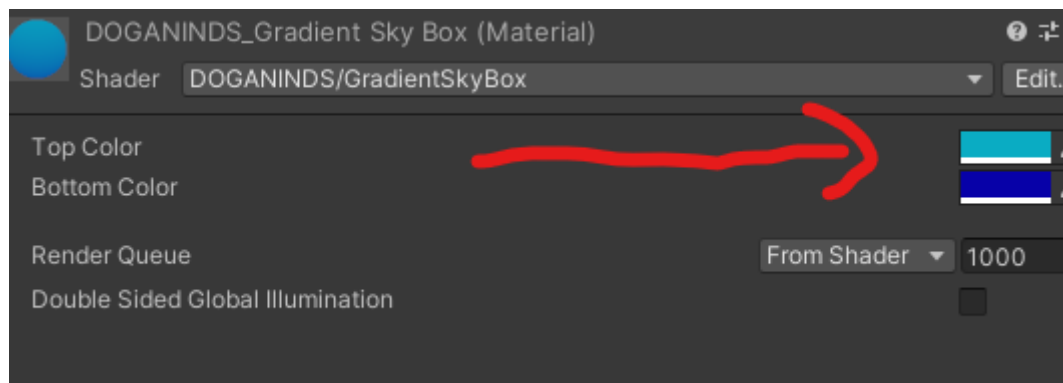 DOGANINDS_Gradient Sky Box (Material)
Shader DOGANINDS/GradientSkyBox Edit.
Top Color
Bottom Color
Render Queue From Shader 1000
Double Sided Global Illumination